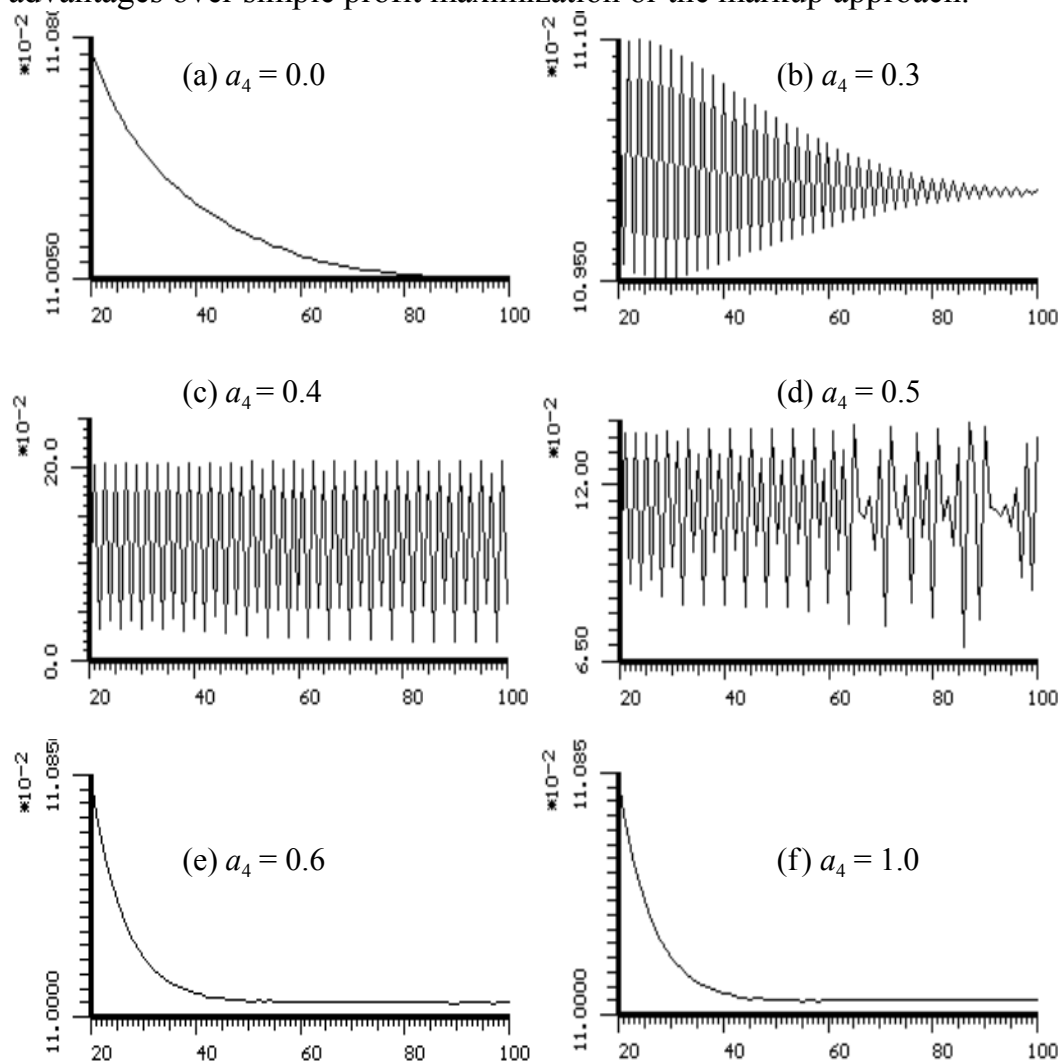 advantages over simple profit maximization or the markup approach.
(a) a₄ = 0.0
(b) a₄ = 0.3
*10-2
11.080
11.0050
20 40 60 80 100
*10-2
11.100
10.950
20 40 60 80 100
(c) a₄ = 0.4
(d) a₄ = 0.5
*10-2
20.0
0.0
20 40 60 80 100
*10-2
12.00
6.50
20 40 60 80 100
(e) a₄ = 0.6
(f) a₄ = 1.0
*10-2
11.085
11.0000
20 40 60 80 100
*10-2
11.085
11.0000
20 40 60 80 100